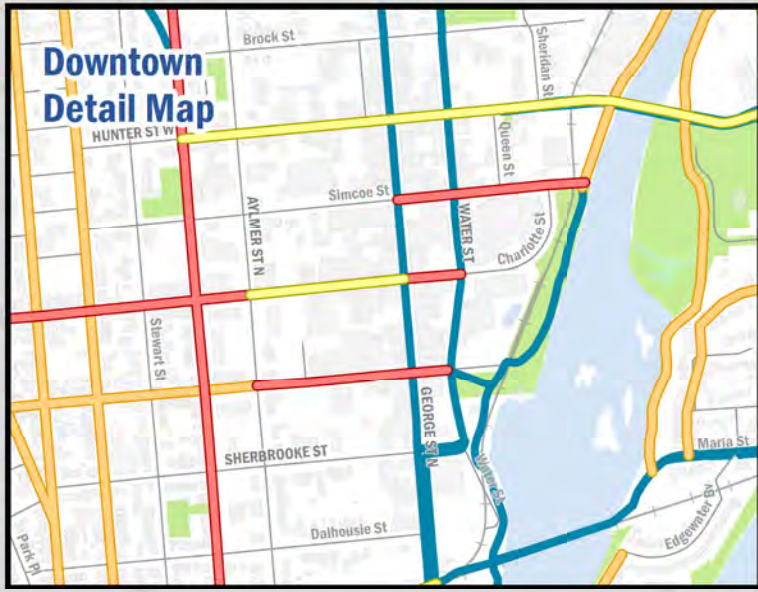 Downtown
Detail Map
Brock St
Sheridan St
HUNTER ST W
Queen St
Simcoe St
AYLMER ST N
WATER ST
Charlotte St
Stewart St
GEORGE ST N
SHERBROOKE ST
Water St
Maria St
Dalhousie St
Edgewater Bv
Park Pl